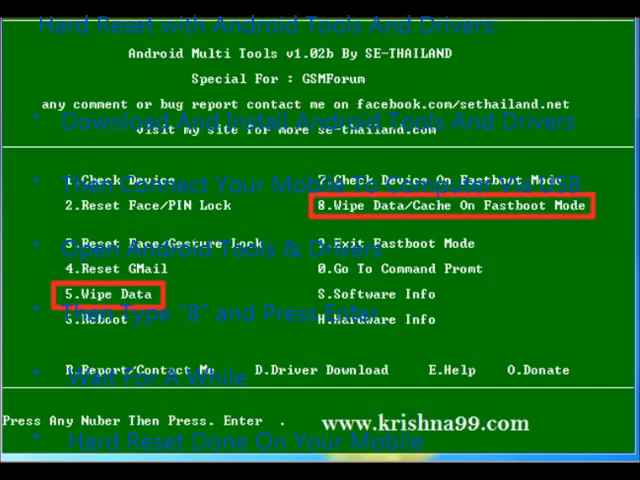 Hard Reset with Android Tools And Drivers:
Android Multi Tools v1.02b By SE-THAILAND
Special For : GSMForum
any comment or bug report contact me on facebook.com/sethailand.net
* Download And Install Android Tools And Drivers
visit my site for more se-thailand.com
1.Check Device 7.Check Device On Fastboot Mode
* Then Connect Your Mobile To Computer Via USB
2.Reset Face/PIN Lock 8.Wipe Data/Cache On Fastboot Mode
3.Reset Face/Gesture Lock 9.Exit Fastboot Mode
* Open Android Tools & Drivers
4.Reset GMail 0.Go To Command Promt
5.Wipe Data S.Software Info
* Then Type "8" and Press Enter
6.Reboot H.Hardware Info
R.Report/Contact Me D.Driver Download E.Help O.Donate
* Wait For A While
Press Any Nuber Then Press. Enter .
www.krishna99.com
* Hard Reset Done On Your Mobile